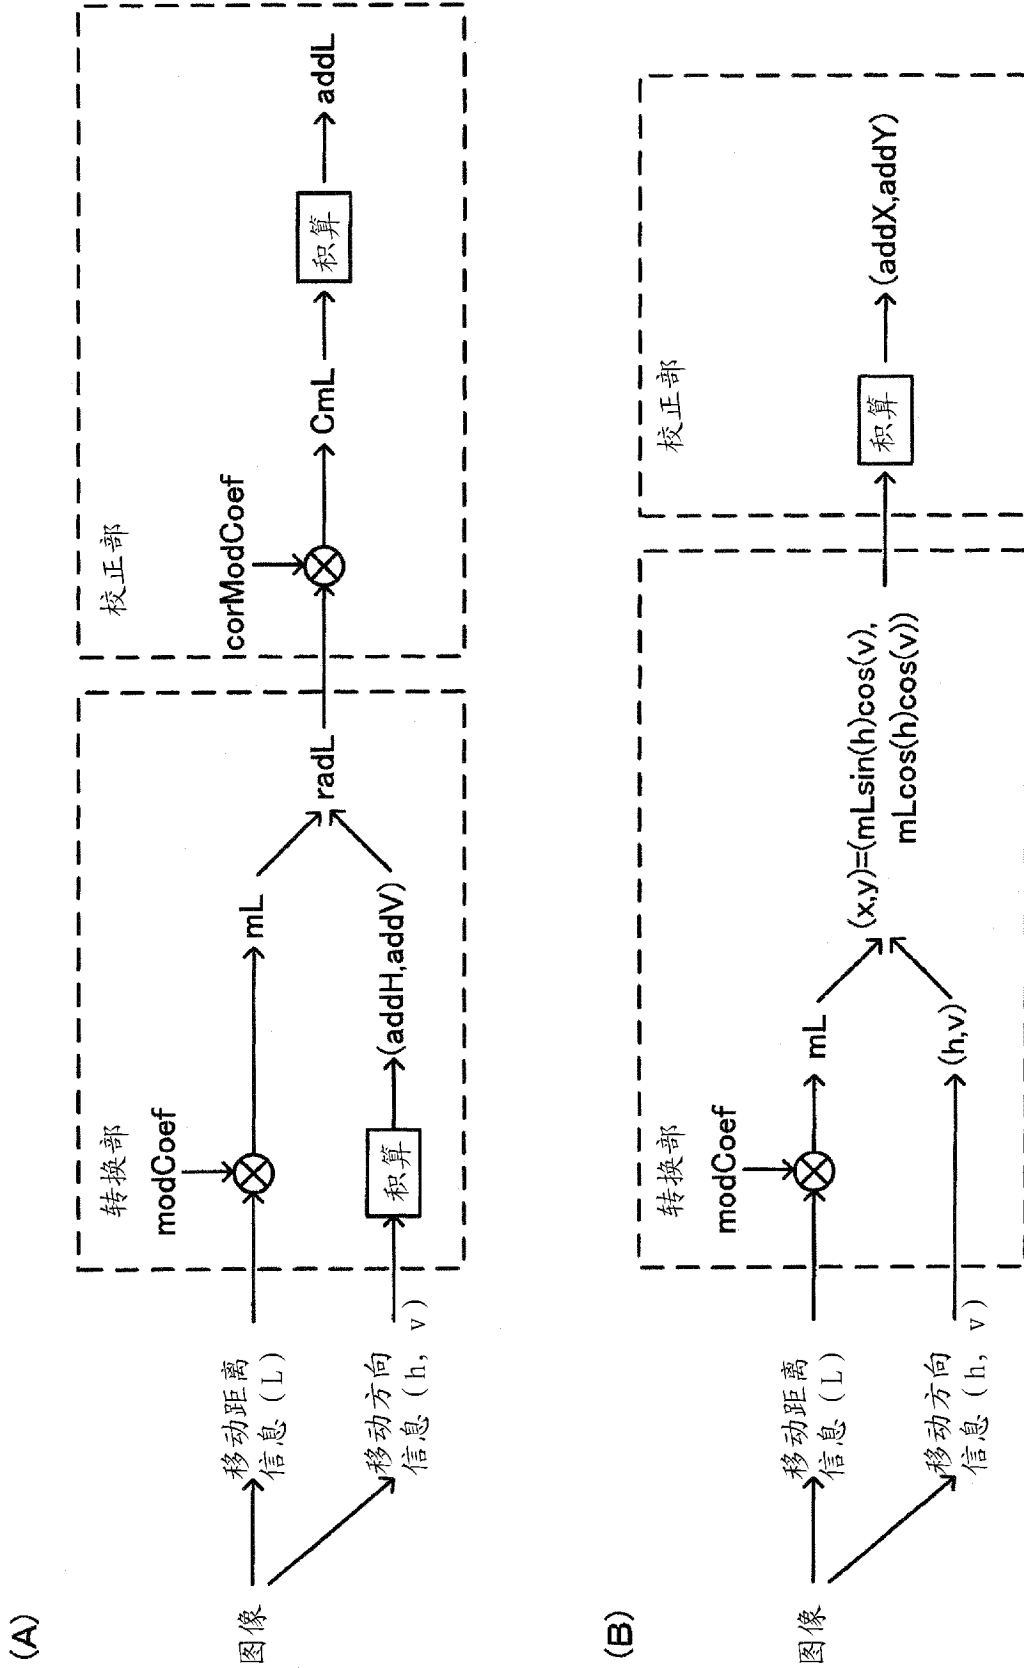 (A)
图像
移动距离
信息(L)
移动方向
信息(h, v)
转换部
modCoef
mL
积算
(addH,addV)
radL
校正部
lcorModCoef
CmL
积算
addL
(B)
图像
移动距离
信息(L)
移动方向
信息(h, v)
转换部
modCoef
mL
(h,v)
(x,y)=(mLsin(h)cos(v),
mLcos(h)cos(v))
校正部
积算
(addX,addY)